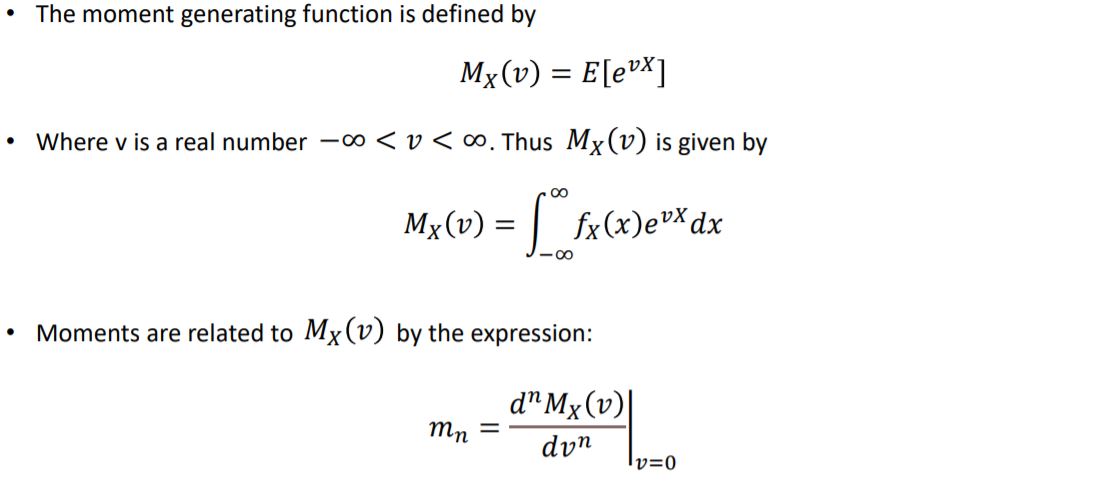 • The moment generating function is defined by
M_X(v) = E[e^{vX}]
• Where v is a real number −∞ < v < ∞. Thus M_X(v) is given by
M_X(v) = ∫_{−∞}^{∞} f_X(x)e^{vX}dx
• Moments are related to M_X(v) by the expression:
m_n = \frac{d^n M_X(v)}{dv^n}|_{v=0}